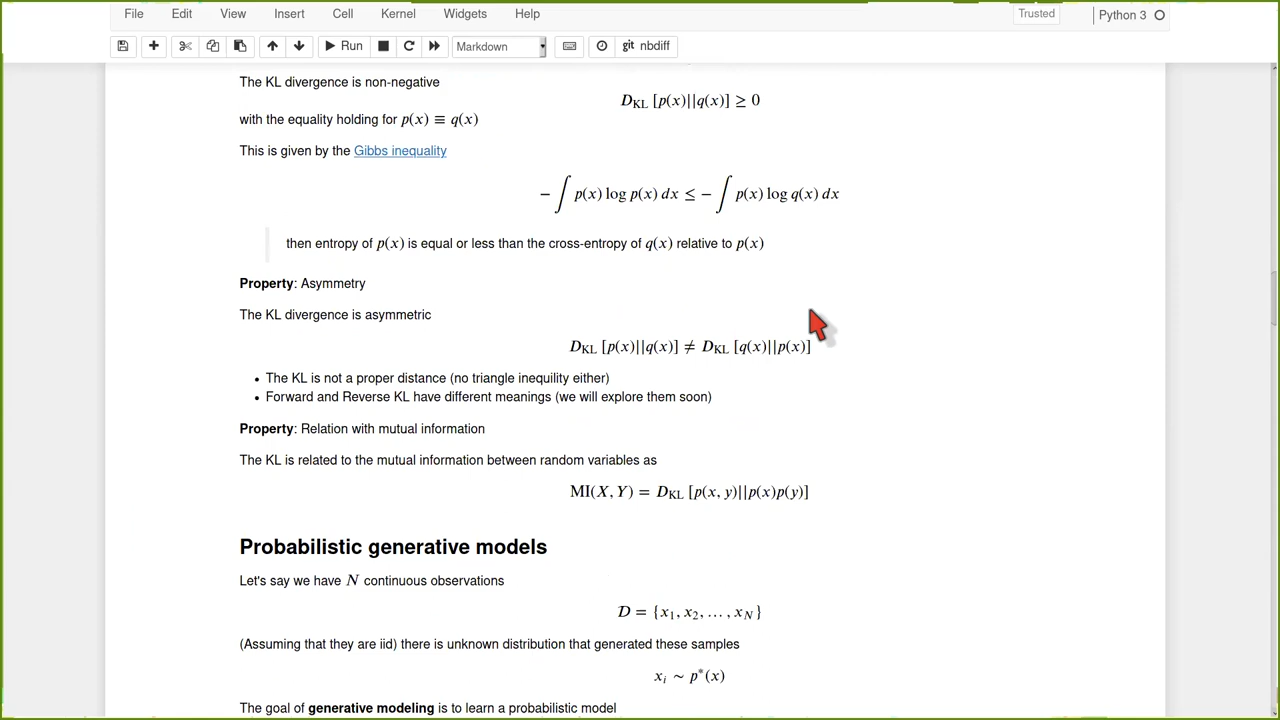 File Edit View Insert Cell Kernel Widgets Help Trusted Python 3
Run Markdown git nbdiff
The KL divergence is non-negative
D_KL [p(x)||q(x)] ≥ 0
with the equality holding for p(x) ≡ q(x)
This is given by the Gibbs inequality
− ∫ p(x) log p(x) dx ≤ − ∫ p(x) log q(x) dx
then entropy of p(x) is equal or less than the cross-entropy of q(x) relative to p(x)
Property: Asymmetry
The KL divergence is asymmetric
D_KL [p(x)||q(x)] ≠ D_KL [q(x)||p(x)]
• The KL is not a proper distance (no triangle inequility either)
• Forward and Reverse KL have different meanings (we will explore them soon)
Property: Relation with mutual information
The KL is related to the mutual information between random variables as
MI(X, Y) = D_KL [p(x, y)||p(x)p(y)]
Probabilistic generative models
Let's say we have N continuous observations
D = {x_1, x_2, … , x_N}
(Assuming that they are iid) there is unknown distribution that generated these samples
x_i ∼ p*(x)
The goal of generative modeling is to learn a probabilistic model